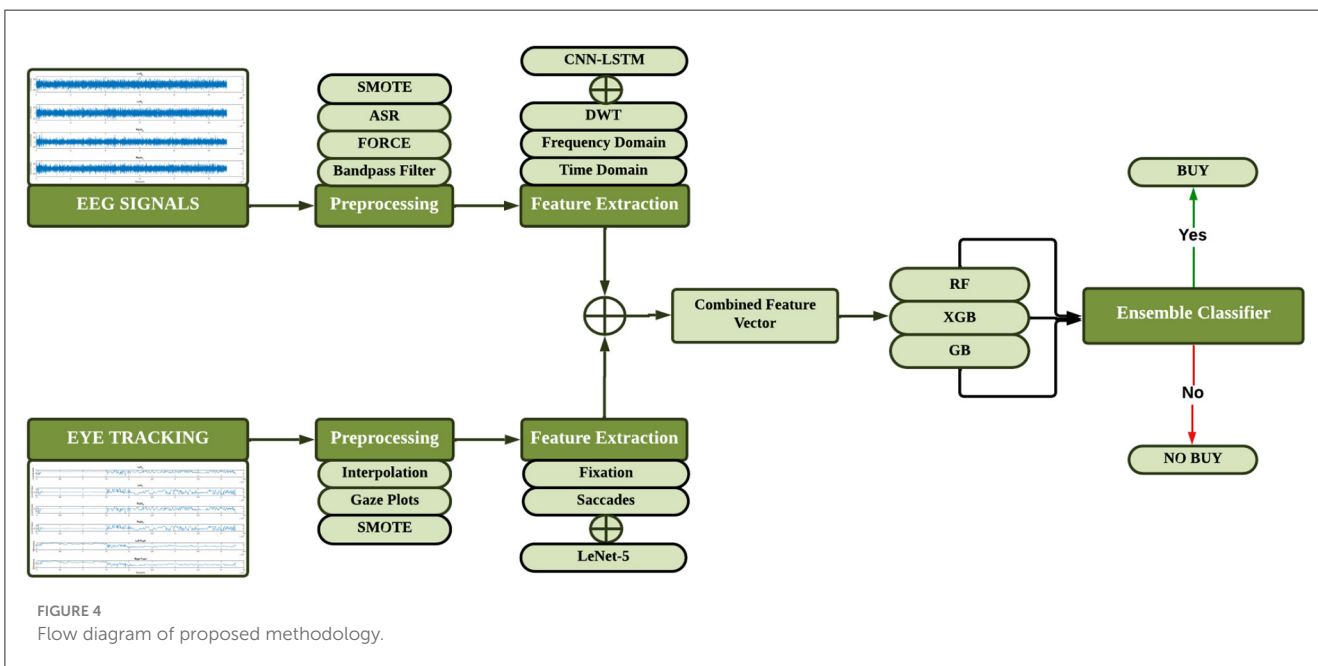 CNN-LSTM
SMOTE
ASR
FORCE
Bandpass Filter
DWT
Frequency Domain
Time Domain
EEG SIGNALS
Preprocessing
Feature Extraction
BUY
Yes
RF
XGB
GB
Combined Feature
Vector
Ensemble Classifier
No
NO BUY
EYE TRACKING
Preprocessing
Feature Extraction
Interpolation
Gaze Plots
SMOTE
Fixation
Saccades
LeNet-5
FIGURE 4
Flow diagram of proposed methodology.